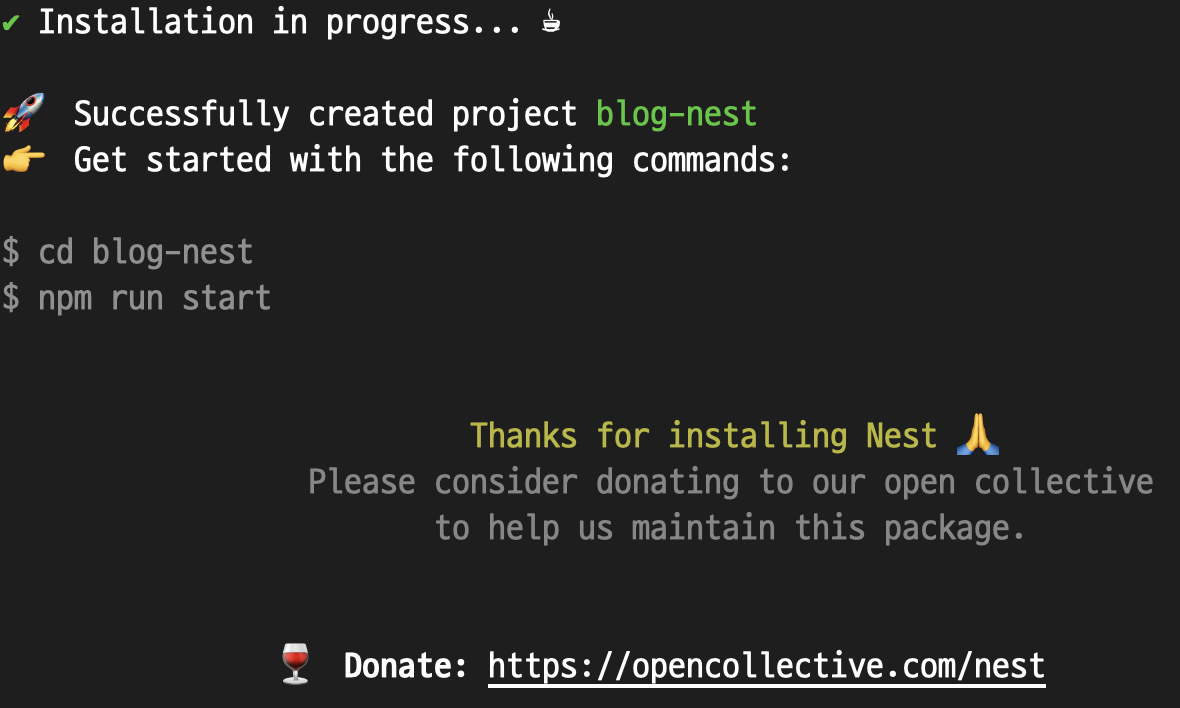 ✔ Installation in progress... ☕
🚀 Successfully created project blog-nest
👉 Get started with the following commands:
$ cd blog-nest
$ npm run start
Thanks for installing Nest 🙏
Please consider donating to our open collective
to help us maintain this package.
🍷 Donate: https://opencollective.com/nest